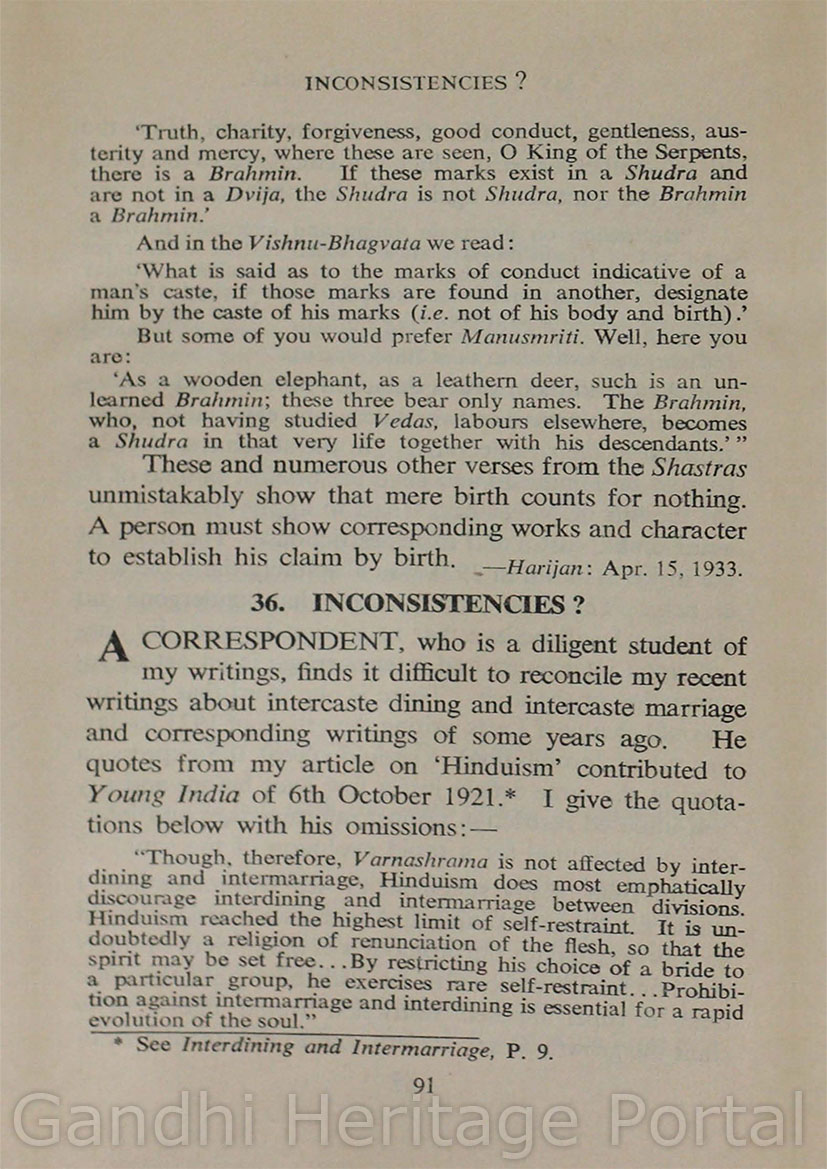 INCONSISTENCIES ?
'Truth, charity, forgiveness, good conduct, gentleness, aus-
terity and mercy, where these are seen, O King of the Serpents,
there is a Brahmin. If these marks exist in a Shudra and
are not in a Dvija, the Shudra is not Shudra, nor the Brahmin
a Brahmin.'
And in the Vishnu-Bhagvata we read:
'What is said as to the marks of conduct indicative of a
man's caste, if those marks are found in another, designate
him by the caste of his marks (i.e. not of his body and birth).'
But some of you would prefer Manusmriti. Well, here you
are:
'As a wooden elephant, as a leathern deer, such is an un-
learned Brahmin; these three bear only names. The Brahmin,
who, not having studied Vedas, labours elsewhere, becomes
a Shudra in that very life together with his descendants.' "
These and numerous other verses from the Shastras
unmistakably show that mere birth counts for nothing.
A person must show corresponding works and character
to establish his claim by birth. —Harijan: Apr. 15, 1933.
36. INCONSISTENCIES ?
A CORRESPONDENT, who is a diligent student of
my writings, finds it difficult to reconcile my recent
writings about intercaste dining and intercaste marriage
and corresponding writings of some years ago. He
quotes from my article on 'Hinduism' contributed to
Young India of 6th October 1921.* I give the quota-
tions below with his omissions:—
"Though, therefore, Varnashrama is not affected by inter-
dining and intermarriage, Hinduism does most emphatically
discourage interdining and intermarriage between divisions.
Hinduism reached the highest limit of self-restraint. It is un-
doubtedly a religion of renunciation of the flesh, so that the
spirit may be set free...By restricting his choice of a bride to
a particular group, he exercises rare self-restraint...Prohibi-
tion against intermarriage and interdining is essential for a rapid
evolution of the soul."
* See Interdining and Intermarriage, P. 9.
91
Gandhi Heritage Portal